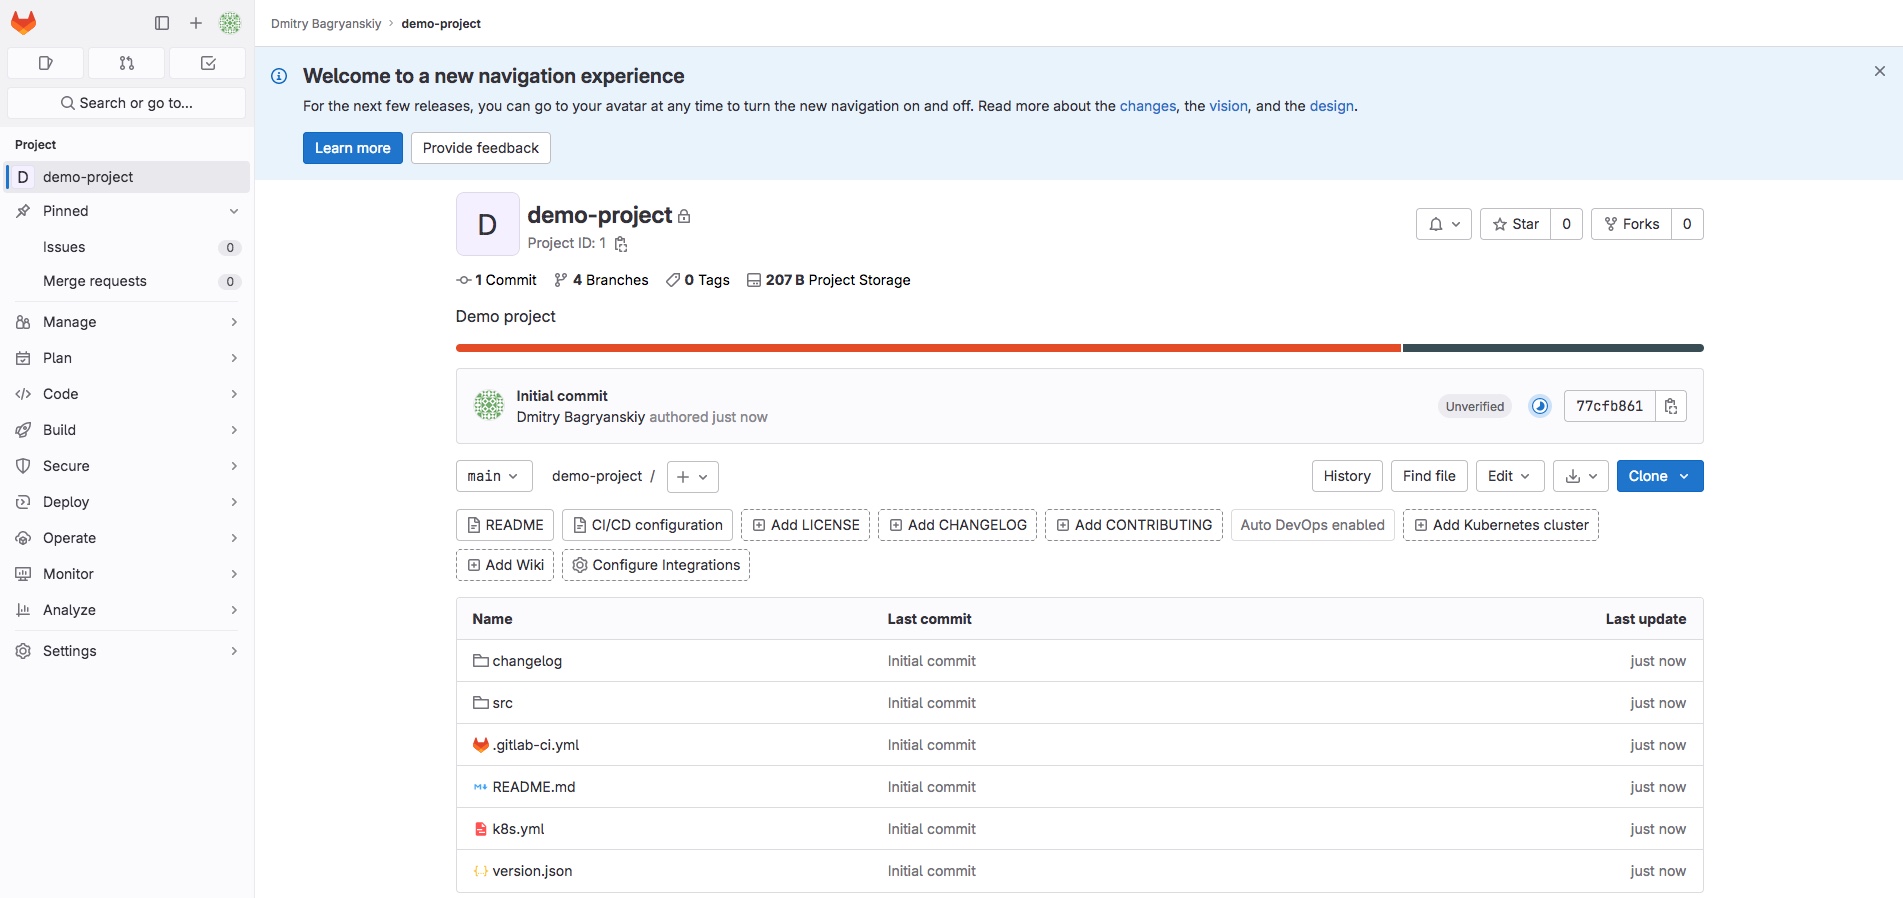 Dmitry Bagryanskiy › demo-project
Search or go to...
Project
D demo-project
Pinned
Issues 0
Merge requests 0
Manage
Plan
Code
Build
Secure
Deploy
Operate
Monitor
Analyze
Settings
Welcome to a new navigation experience
For the next few releases, you can go to your avatar at any time to turn the new navigation on and off. Read more about the changes, the vision, and the design.
Learn more Provide feedback
D demo-project
Project ID: 1
Star 0 Forks 0
1 Commit 4 Branches 0 Tags 207 B Project Storage
Demo project
Initial commit
Dmitry Bagryanskiy authored just now
Unverified 77cfb861
main demo-project / + History Find file Edit Clone
README CI/CD configuration Add LICENSE Add CHANGELOG Add CONTRIBUTING Auto DevOps enabled Add Kubernetes cluster
Add Wiki Configure Integrations
Name Last commit Last update
changelog Initial commit just now
src Initial commit just now
.gitlab-ci.yml Initial commit just now
README.md Initial commit just now
k8s.yml Initial commit just now
version.json Initial commit just now